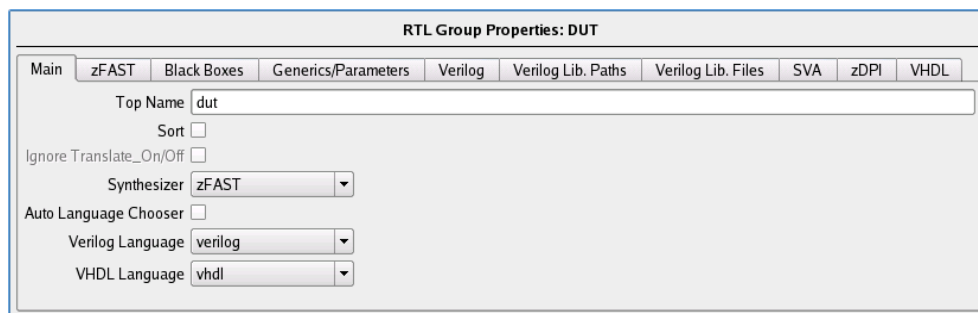 RTL Group Properties: DUT
Main zFAST Black Boxes Generics/Parameters Verilog Verilog Lib. Paths Verilog Lib. Files SVA zDPI VHDL
Top Name dut
Sort
Ignore Translate_On/Off
Synthesizer zFAST
Auto Language Chooser
Verilog Language verilog
VHDL Language vhdl